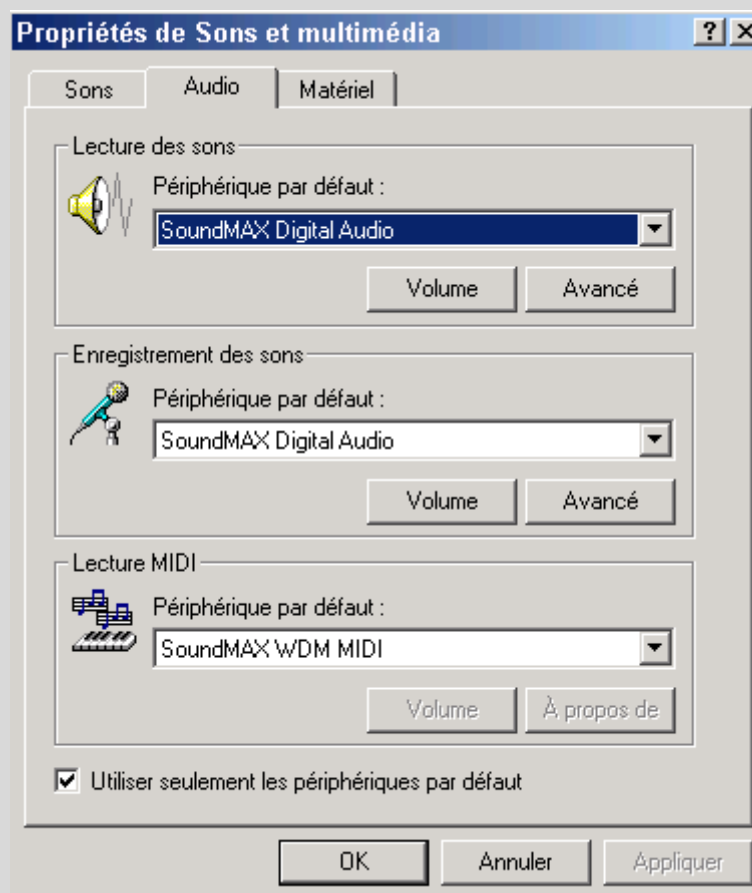 Propriétés de Sons et multimédia
Sons Audio Matériel
Lecture des sons
Périphérique par défaut :
SoundMAX Digital Audio
Volume Avancé
Enregistrement des sons
Périphérique par défaut :
SoundMAX Digital Audio
Volume Avancé
Lecture MIDI
Périphérique par défaut :
SoundMAX WDM MIDI
Volume À propos de
Utiliser seulement les périphériques par défaut
OK Annuler Appliquer